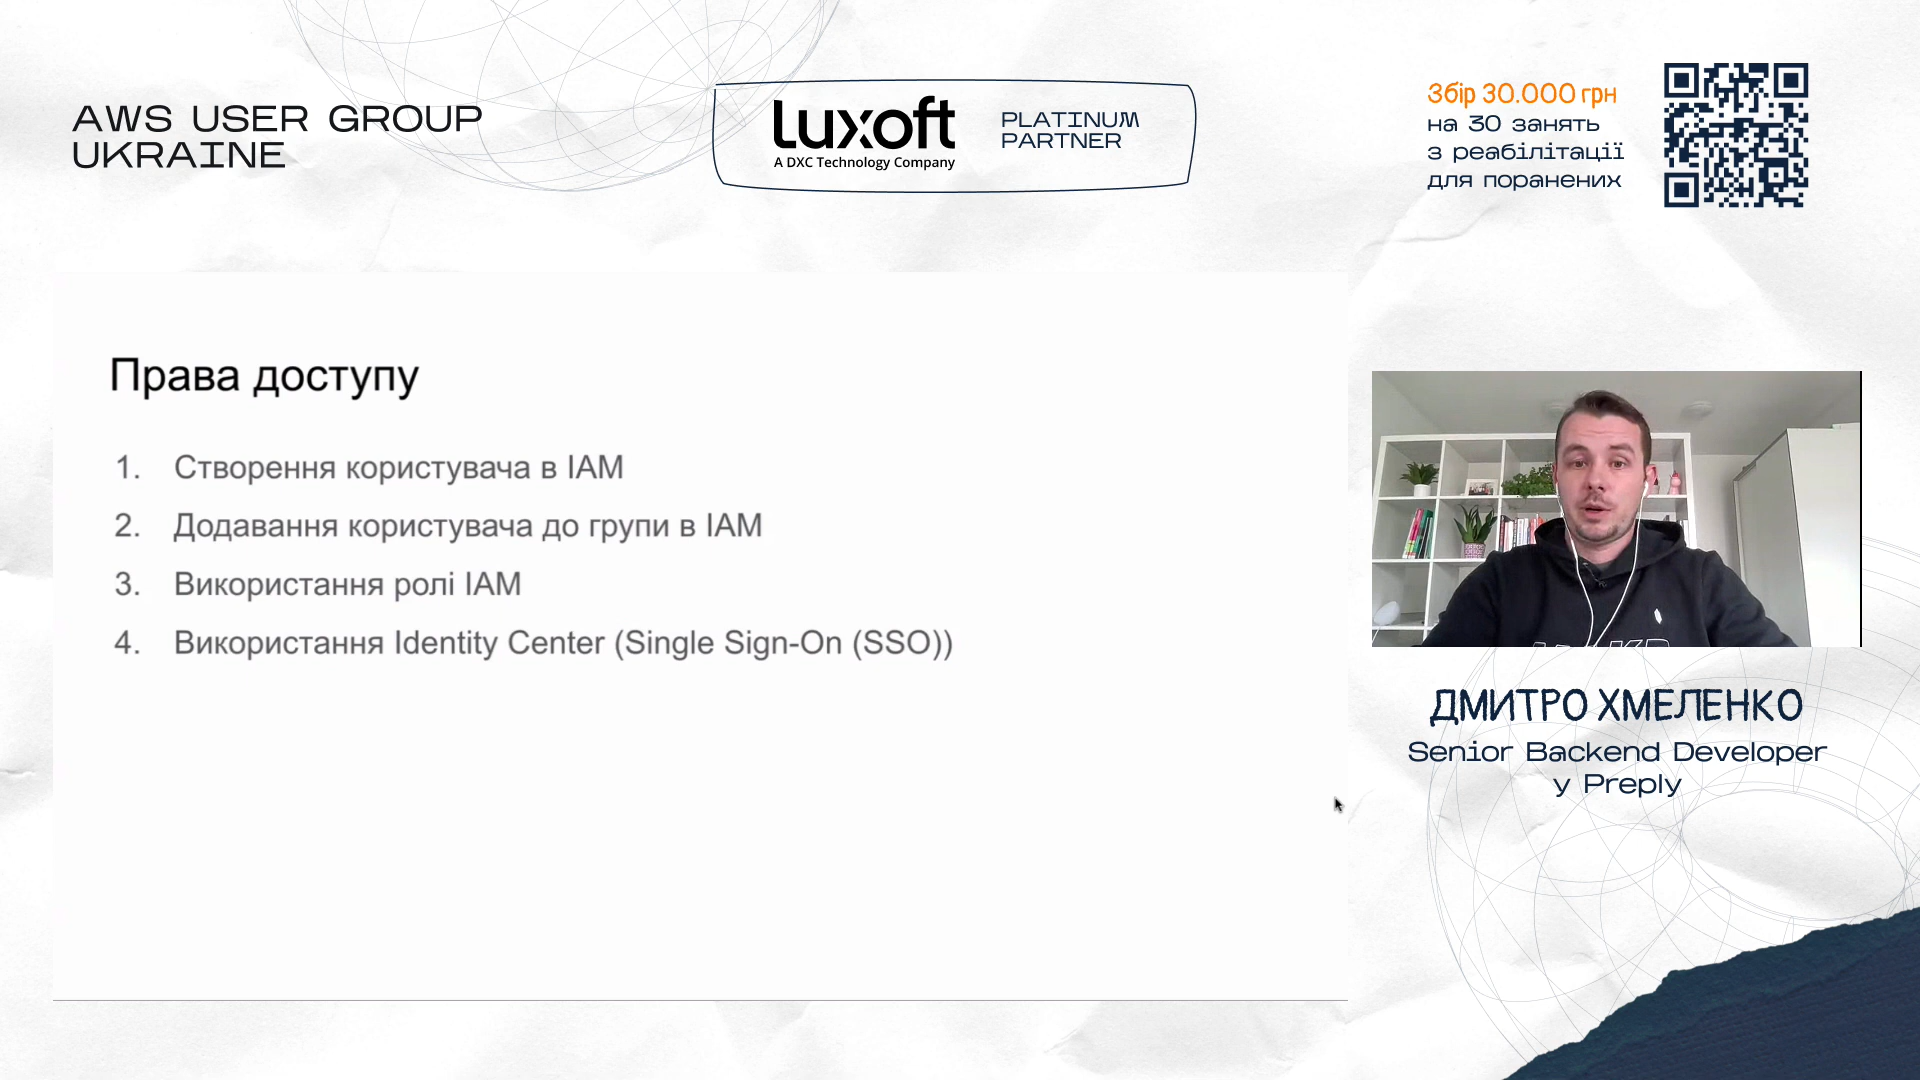 AWS USER GROUP
UKRAINE
Luxoft
A DXC Technology Company
PLATINUM
PARTNER
Збір 30.000 грн
на 30 занять
з реабілітації
для поранених
Права доступу
1. Створення користувача в IAM
2. Додавання користувача до групи в IAM
3. Використання ролі IAM
4. Використання Identity Center (Single Sign-On (SSO))
ДМИТРО ХМЕЛЕНКО
Senior Backend Developer
у Preply